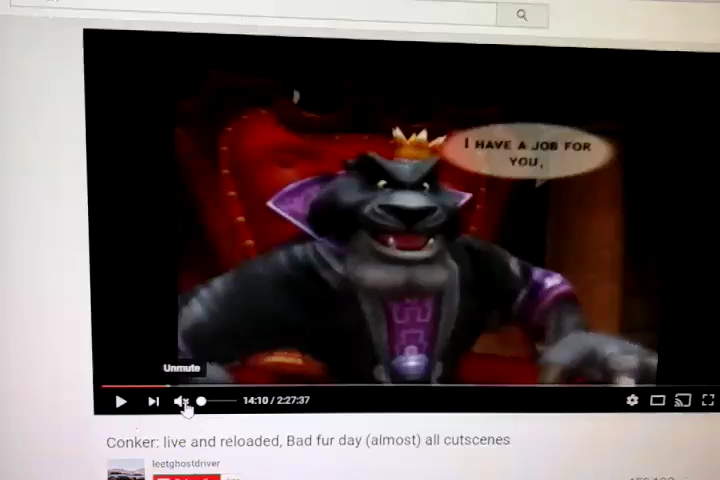 I HAVE A JOB FOR
YOU.
Unmute
14:10 / 2:27:37
Conker: live and reloaded, Bad fur day (almost) all cutscenes
leetghostdriver